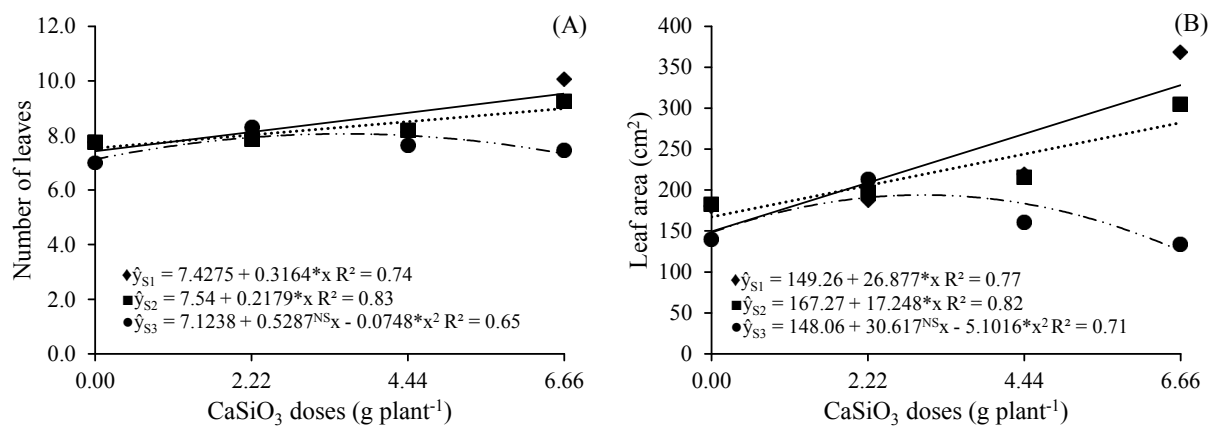 (A)
Number of leaves
12.0
10.0
8.0
6.0
4.0
2.0
0.0
ŷS1 = 7.4275 + 0.3164*x R² = 0.74
ŷS2 = 7.54 + 0.2179*x R² = 0.83
ŷS3 = 7.1238 + 0.5287ᴺˢx - 0.0748*x² R² = 0.65
0.00 2.22 4.44 6.66
CaSiO₃ doses (g plant⁻¹)
(B)
Leaf area (cm²)
400
350
300
250
200
150
100
50
0
ŷS1 = 149.26 + 26.877*x R² = 0.77
ŷS2 = 167.27 + 17.248*x R² = 0.82
ŷS3 = 148.06 + 30.617ᴺˢx - 5.1016*x² R² = 0.71
0.00 2.22 4.44 6.66
CaSiO₃ doses (g plant⁻¹)